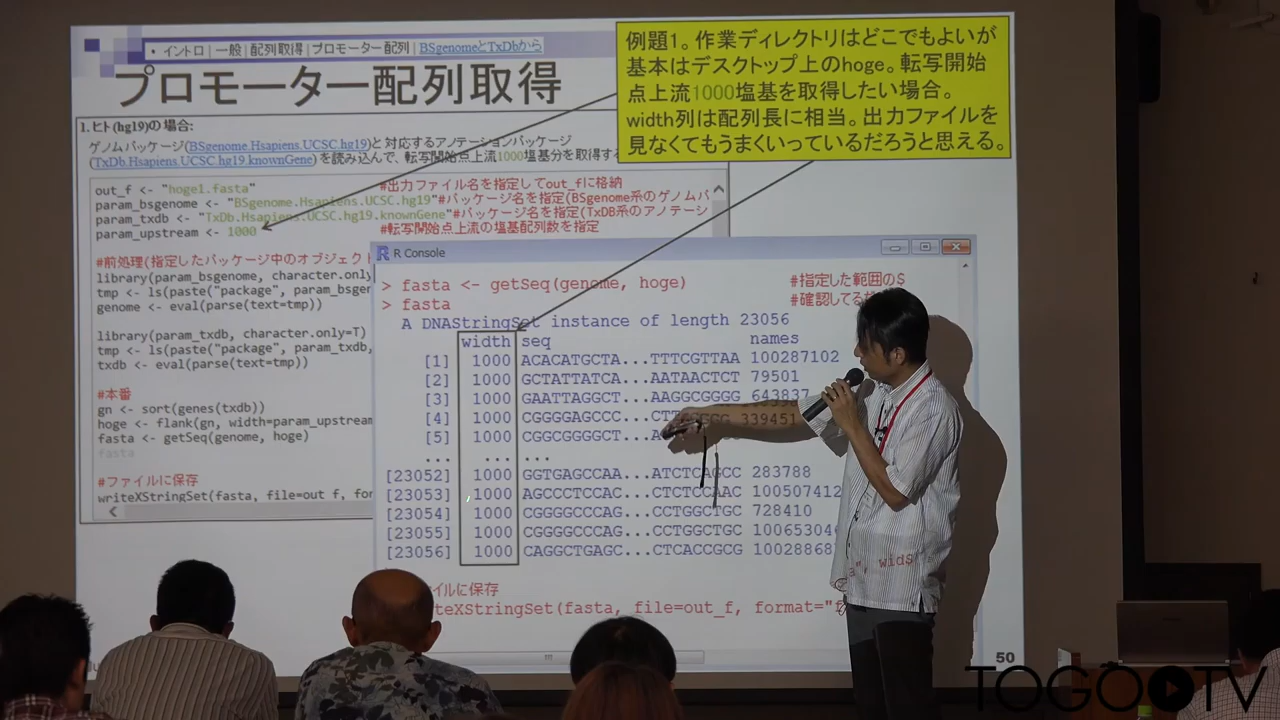 • イントロ | 一般 | 配列取得 | プロモーター配列 | BSgenomeとTxDbから
プロモーター配列取得
例題1。作業ディレクトリはどこでもよいが
基本はデスクトップ上のhoge。転写開始
点上流1000塩基を取得したい場合。
width列は配列長に相当。出力ファイルを
見なくてもうまくいっているだろうと思える。
1. ヒト(hg19)の場合:
ゲノムパッケージ(BSgenome.Hsapiens.UCSC.hg19)と対応するアノテーションパッケージ
(TxDb.Hsapiens.UCSC.hg19.knownGene)を読み込んで、転写開始点上流1000塩基分を取得する
out_f <- "hoge1.fasta" #出力ファイル名を指定してout_fに格納
param_bsgenome <- "BSgenome.Hsapiens.UCSC.hg19"#パッケージ名を指定(BSgenome系のゲノムパ
param_txdb <- "TxDb.Hsapiens.UCSC.hg19.knownGene"#パッケージ名を指定(TxDB系のアノテーシ
param_upstream <- 1000 #転写開始点上流の塩基配列数を指定
#前処理(指定したパッケージ中のオブジェクト
library(param_bsgenome, character.only
tmp <- ls(paste("package", param_bsger
genome <- eval(parse(text=tmp))
library(param_txdb, character.only=T)
tmp <- ls(paste("package", param_txdb,
txdb <- eval(parse(text=tmp))
#本番
gn <- sort(genes(txdb))
hoge <- flank(gn, width=param_upstream
fasta <- getSeq(genome, hoge)
fasta
#ファイルに保存
writeXStringSet(fasta, file=out_f, for
R Console
> fasta <- getSeq(genome, hoge) #指定した範囲の$
> fasta #確認してる
A DNAStringSet instance of length 23056
width seq names
[1] 1000 ACACATGCTA...TTTCGTTAA 100287102
[2] 1000 GCTATTATCA...AATAACTCT 79501
[3] 1000 GAATTAGGCT...AAGGCGGGG 643837
[4] 1000 CGGGGAGCCC...CT 339451
[5] 1000 CGGCGGGGCT...
... ... ...
[23052] 1000 GGTGAGCCAA...ATCTCAGCC 283788
[23053] 1000 AGCCCTCCAC...CTCTCCAAC 100507412
[23054] 1000 CGGGGCCCAG...CCTGGCTGC 728410
[23055] 1000 CGGGGCCCAG...CCTGGCTGC 10065304
[23056] 1000 CAGGCTGAGC...CTCACCGCG 10028868
イルに保存
teXStringSet(fasta, file=out_f, format="f
a", wid$
50
TOGOTV